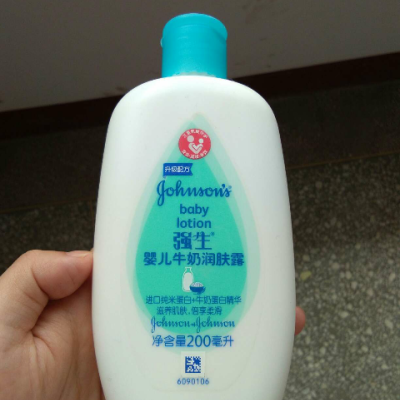 升级配方
Johnson's
baby
lotion
强生®
婴儿牛奶润肤露
进口纯米蛋白+牛奶蛋白精华
滋养肌肤,倍享柔滑
Johnson & Johnson
净含量200毫升
6090106